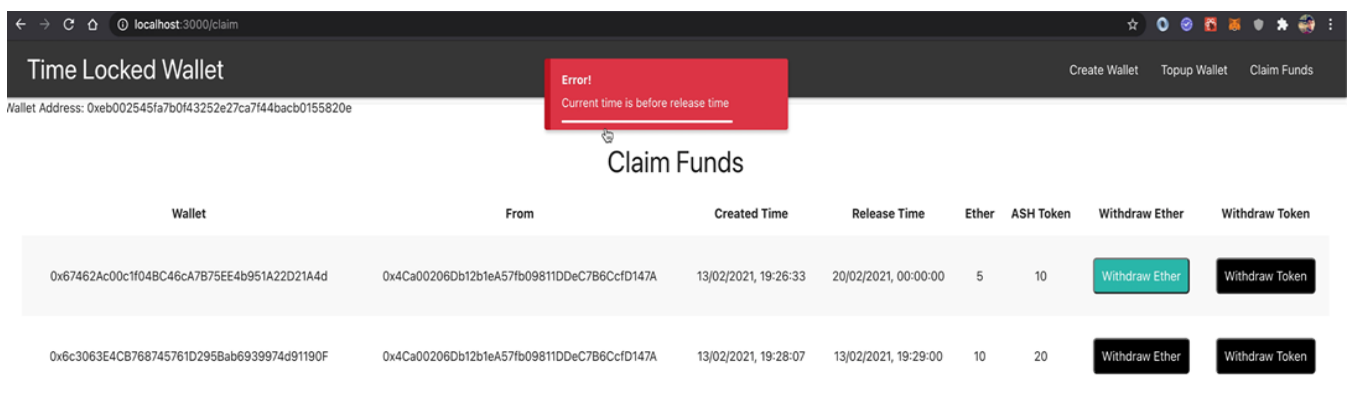 localhost:3000/claim
Time Locked Wallet
Create Wallet Topup Wallet Claim Funds
Error!
Current time is before release time
Wallet Address: 0xeb002545fa7b0f43252e27ca7f44bacb0155820e
Claim Funds
Wallet From Created Time Release Time Ether ASH Token Withdraw Ether Withdraw Token
0x67462Ac00c1f04BC46cA7B75EE4b951A22D21A4d 0x4Ca00206Db12b1eA57fb09811DDeC7B6CcfD147A 13/02/2021, 19:26:33 20/02/2021, 00:00:00 5 10 Withdraw Ether Withdraw Token
0x6c3063E4CB768745761D295Bab6939974d91190F 0x4Ca00206Db12b1eA57fb09811DDeC7B6CcfD147A 13/02/2021, 19:28:07 13/02/2021, 19:29:00 10 20 Withdraw Ether Withdraw Token